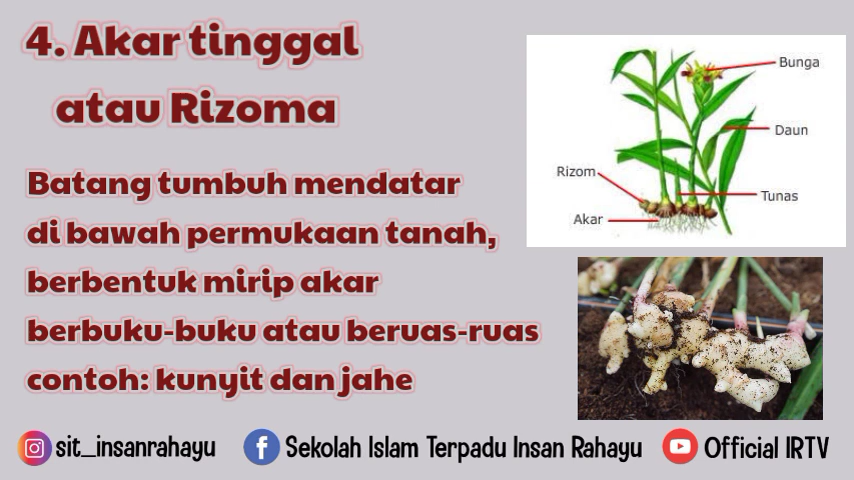 4. Akar tinggal
atau Rizoma
Batang tumbuh mendatar
di bawah permukaan tanah,
berbentuk mirip akar
berbuku-buku atau beruas-ruas
contoh: kunyit dan jahe
Bunga
Daun
Rizom
Tunas
Akar
sit_insanrahayu
Sekolah Islam Terpadu Insan Rahayu
Official IRTV